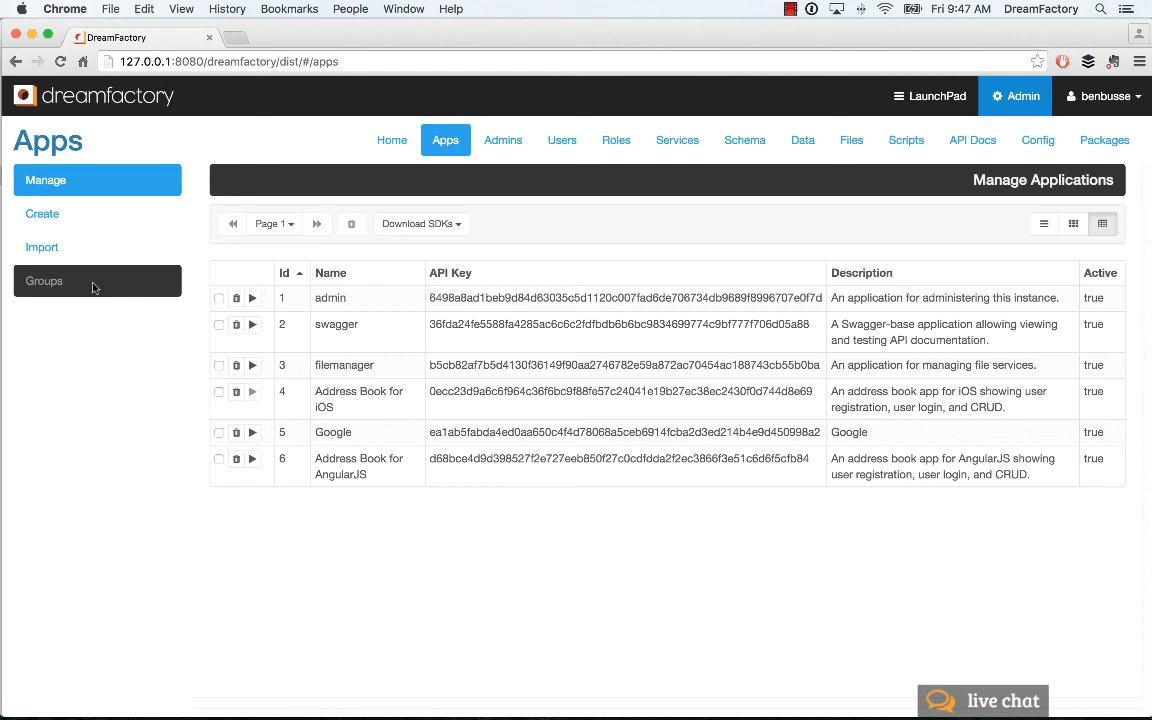 Chrome File Edit View History Bookmarks People Window Help Fri 9:47 AM DreamFactory
DreamFactory
127.0.0.1:8080/dreamfactory/dist/#/apps
dreamfactory LaunchPad Admin benbusse
Apps Home Apps Admins Users Roles Services Schema Data Files Scripts API Docs Config Packages
Manage
Create
Import
Groups
Manage Applications
Page 1 Download SDKs
Id Name API Key Description Active
1 admin 6498a8ad1beb9d84d63035c5d1120c007fad6de706734db9689f8996707e0f7d An application for administering this instance. true
2 swagger 36fda24fe5588fa4285ac6c6c2fdfbdb6b6bc9834699774c9bf777f706d05a88 A Swagger-base application allowing viewing true
and testing API documentation.
3 filemanager b5cb82af7b5d4130f36149f90aa2746782e59a872ac70454ac188743cb55b0ba An application for managing file services. true
4 Address Book for 0ecc23d9a6c6f964c36f6bc9f88fe57c24041e19b27ec38ec2430f0d744d8e69 An address book app for iOS showing user true
iOS registration, user login, and CRUD.
5 Google ea1ab5fabda4ed0aa650c4f4d78068a5ceb6914fcba2d3ed214b4e9d450998a2 Google true
6 Address Book for d68bce4d9d398527f2e727eeb850f27c0cdfdda2f2ec3866f3e51c6d6f5cfb84 An address book app for AngularJS showing true
AngularJS user registration, user login, and CRUD.
live chat